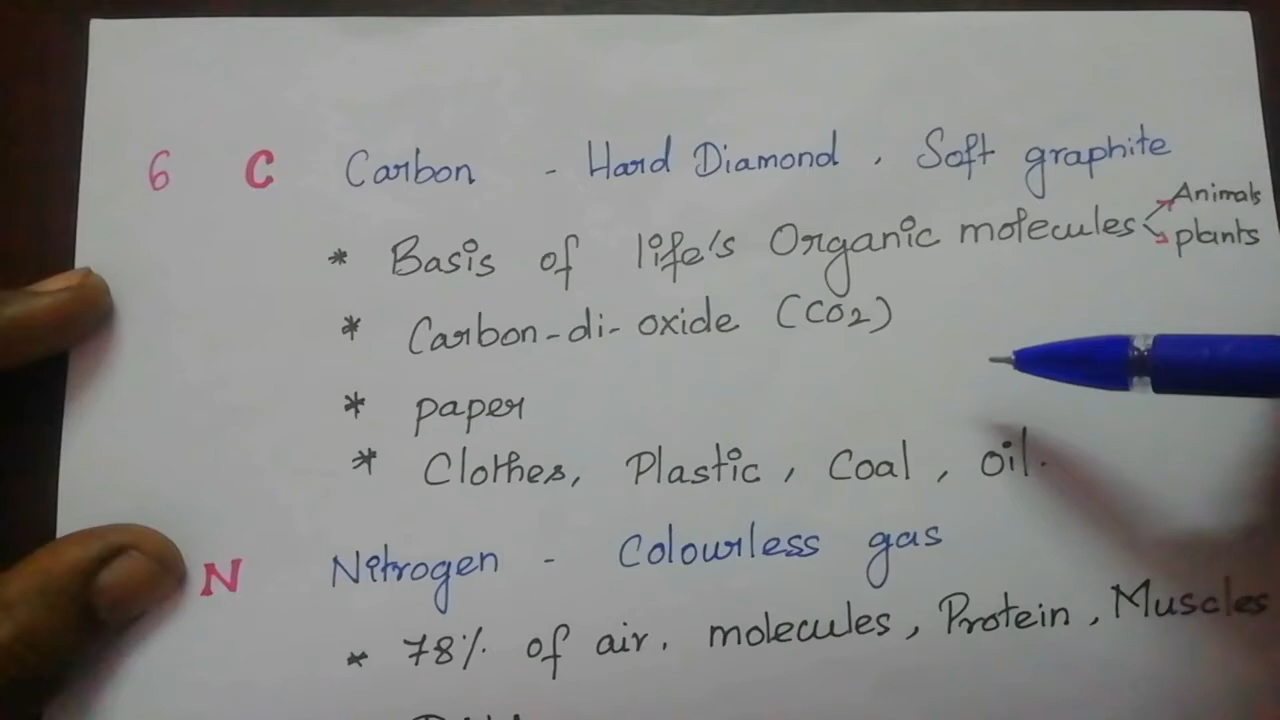 6 C Carbon - Hard Diamond, Soft graphite
* Basis of life's Organic molecules Animals
plants
* Carbon-di-oxide (CO2)
* paper
* Clothes, Plastic, Coal, oil.
N Nitrogen - Colourless gas
* 78% of air. molecules, Protein, Muscles